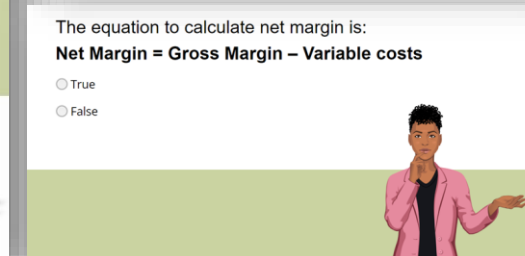 The equation to calculate net margin is:
Net Margin = Gross Margin – Variable costs
True
False